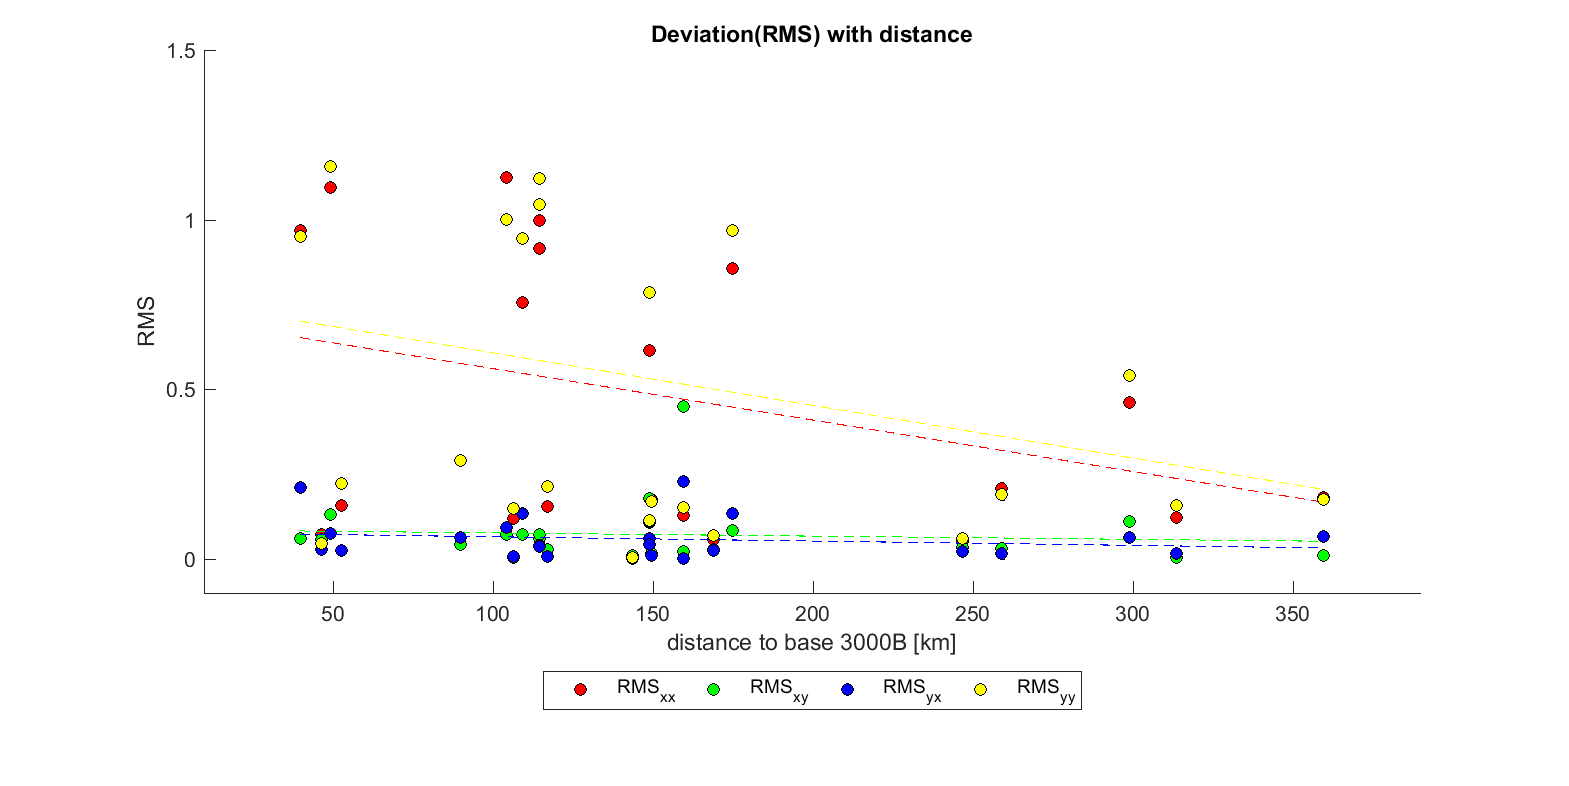 Deviation(RMS) with distance
1.5
1
0.5
0
RMS
50 100 150 200 250 300 350
distance to base 3000B [km]
RMSxx RMSxy RMSyx RMSyy